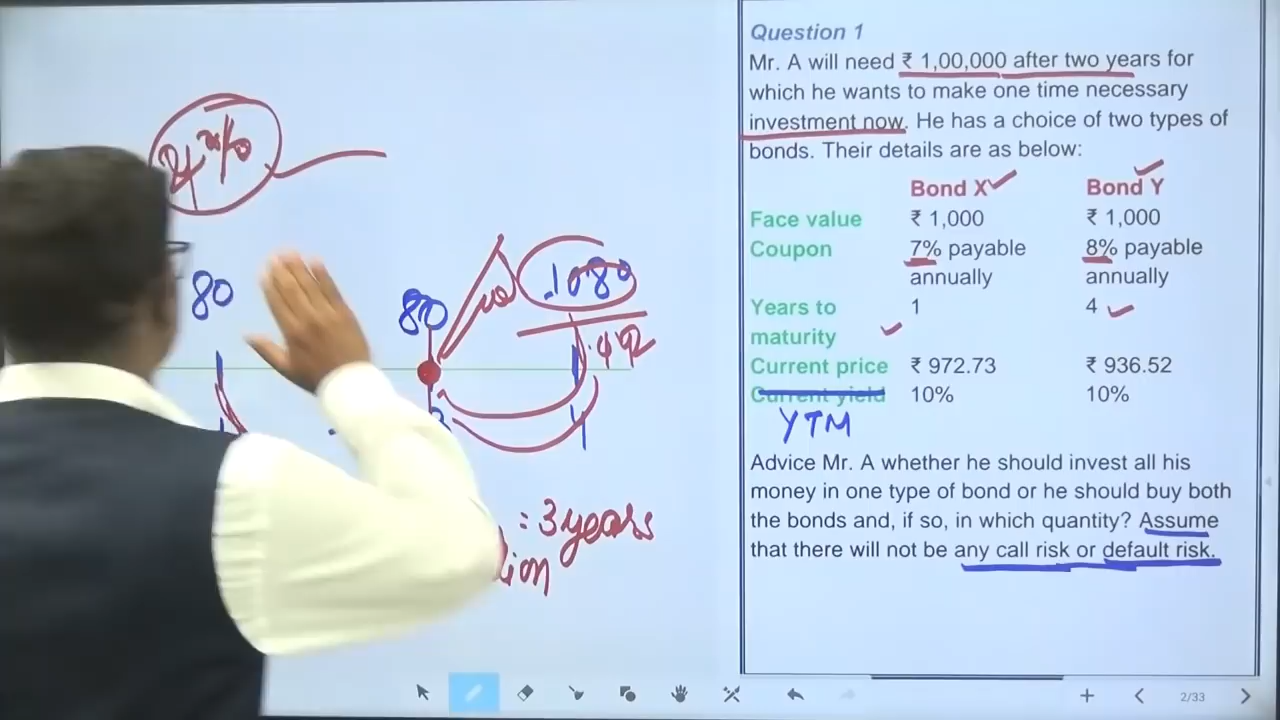 Question 1
Mr. A will need ₹ 1,00,000 after two years for
which he wants to make one time necessary
investment now. He has a choice of two types of
bonds. Their details are as below:
Bond X Bond Y
Face value ₹ 1,000 ₹ 1,000
Coupon 7% payable 8% payable
annually annually
Years to 1 4
maturity
Current price ₹ 972.73 ₹ 936.52
Current yield 10% 10%
YTM
Advice Mr. A whether he should invest all his
money in one type of bond or he should buy both
the bonds and, if so, in which quantity? Assume
that there will not be any call risk or default risk.
80
80
1080
4
: 3 years
2/33